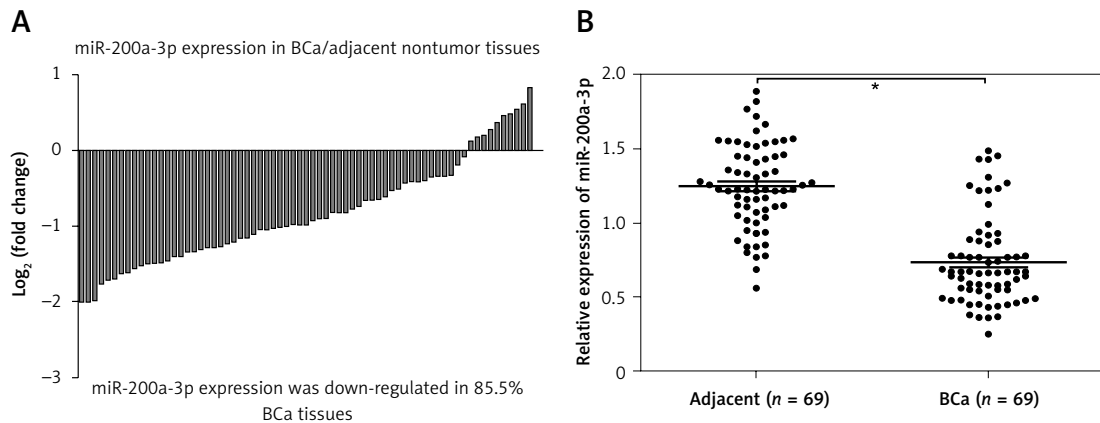 A
miR-200a-3p expression in BCa/adjacent nontumor tissues
Log₂ (fold change)
1
0
−1
−2
−3
miR-200a-3p expression was down-regulated in 85.5%
BCa tissues
B
Relative expression of miR-200a-3p
2.0
1.5
1.0
0.5
0
*
Adjacent (n = 69)
BCa (n = 69)